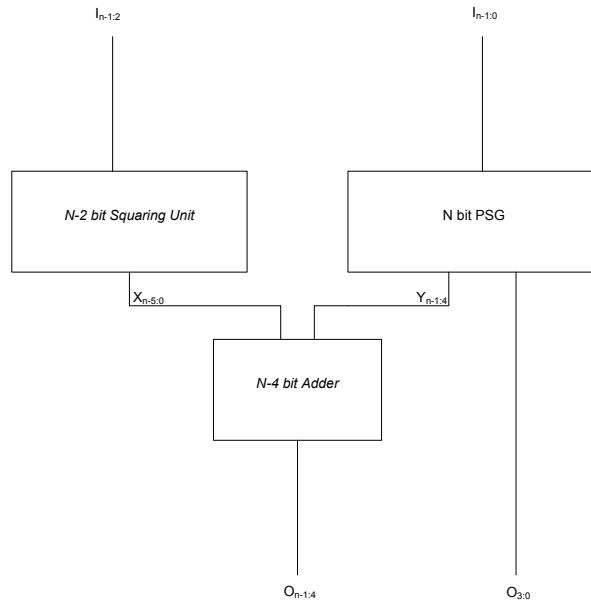 Iₙ₋₁:₂
Iₙ₋₁:₀
N-2 bit Squaring Unit
N bit PSG
Xₙ₋₅:₀
Yₙ₋₁:₄
N-4 bit Adder
Oₙ₋₁:₄
O₃:₀